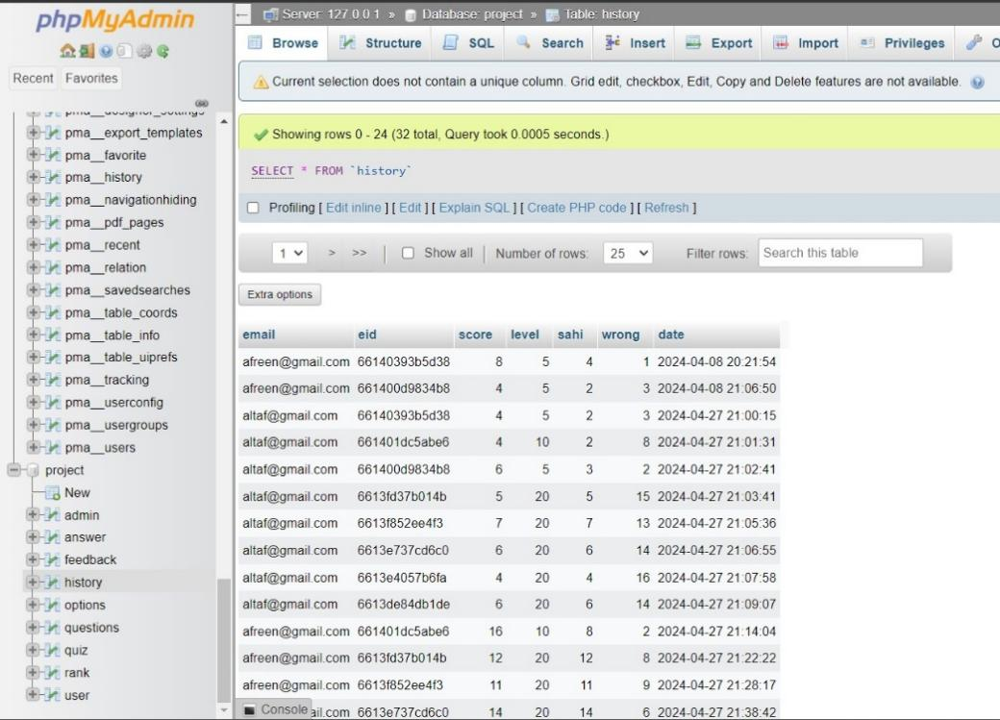 phpMyAdmin
Recent Favorites
pma__designer_settings
pma__export_templates
pma__favorite
pma__history
pma__navigationhiding
pma__pdf_pages
pma__recent
pma__relation
pma__savedsearches
pma__table_coords
pma__table_info
pma__table_uiprefs
pma__tracking
pma__userconfig
pma__usergroups
pma__users
project
New
admin
answer
feedback
history
options
questions
quiz
rank
user
Server: 127.0.0.1 » Database: project » Table: history
Browse Structure SQL Search Insert Export Import Privileges O
Current selection does not contain a unique column. Grid edit, checkbox, Edit, Copy and Delete features are not available.
Showing rows 0 - 24 (32 total, Query took 0.0005 seconds.)
SELECT * FROM `history`
Profiling [ Edit inline ] [ Edit ] [ Explain SQL ] [ Create PHP code ] [ Refresh ]
1 > >> | Show all | Number of rows: 25 Filter rows: Search this table
Extra options
email eid score level sahi wrong date
afreen@gmail.com 66140393b5d38 8 5 4 1 2024-04-08 20:21:54
afreen@gmail.com 661400d9834b8 4 5 2 3 2024-04-08 21:06:50
altaf@gmail.com 66140393b5d38 4 5 2 3 2024-04-27 21:00:15
altaf@gmail.com 661401dc5abe6 4 10 2 8 2024-04-27 21:01:31
altaf@gmail.com 661400d9834b8 6 5 3 2 2024-04-27 21:02:41
altaf@gmail.com 6613fd37b014b 5 20 5 15 2024-04-27 21:03:41
altaf@gmail.com 6613f852ee4f3 7 20 7 13 2024-04-27 21:05:36
altaf@gmail.com 6613e737cd6c0 6 20 6 14 2024-04-27 21:06:55
altaf@gmail.com 6613e4057b6fa 4 20 4 16 2024-04-27 21:07:58
altaf@gmail.com 6613de84db1de 6 20 6 14 2024-04-27 21:09:07
afreen@gmail.com 661401dc5abe6 16 10 8 2 2024-04-27 21:14:04
afreen@gmail.com 6613fd37b014b 12 20 12 8 2024-04-27 21:22:22
afreen@gmail.com 6613f852ee4f3 11 20 11 9 2024-04-27 21:28:17
Console ail.com 6613e737cd6c0 14 20 14 6 2024-04-27 21:38:42